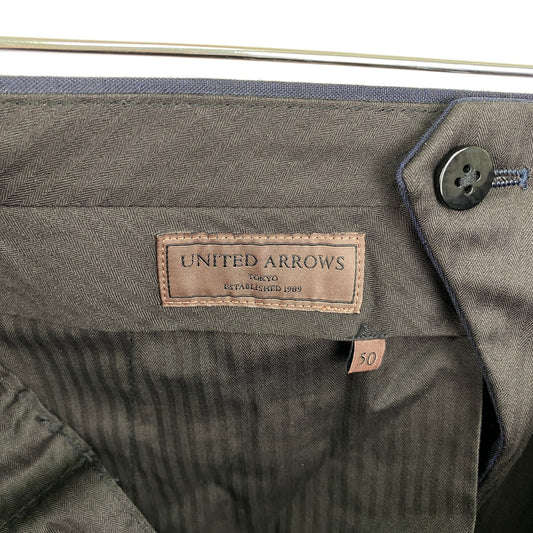 UNITED ARROWS
TOKYO
ESTABLISHED 1989
50